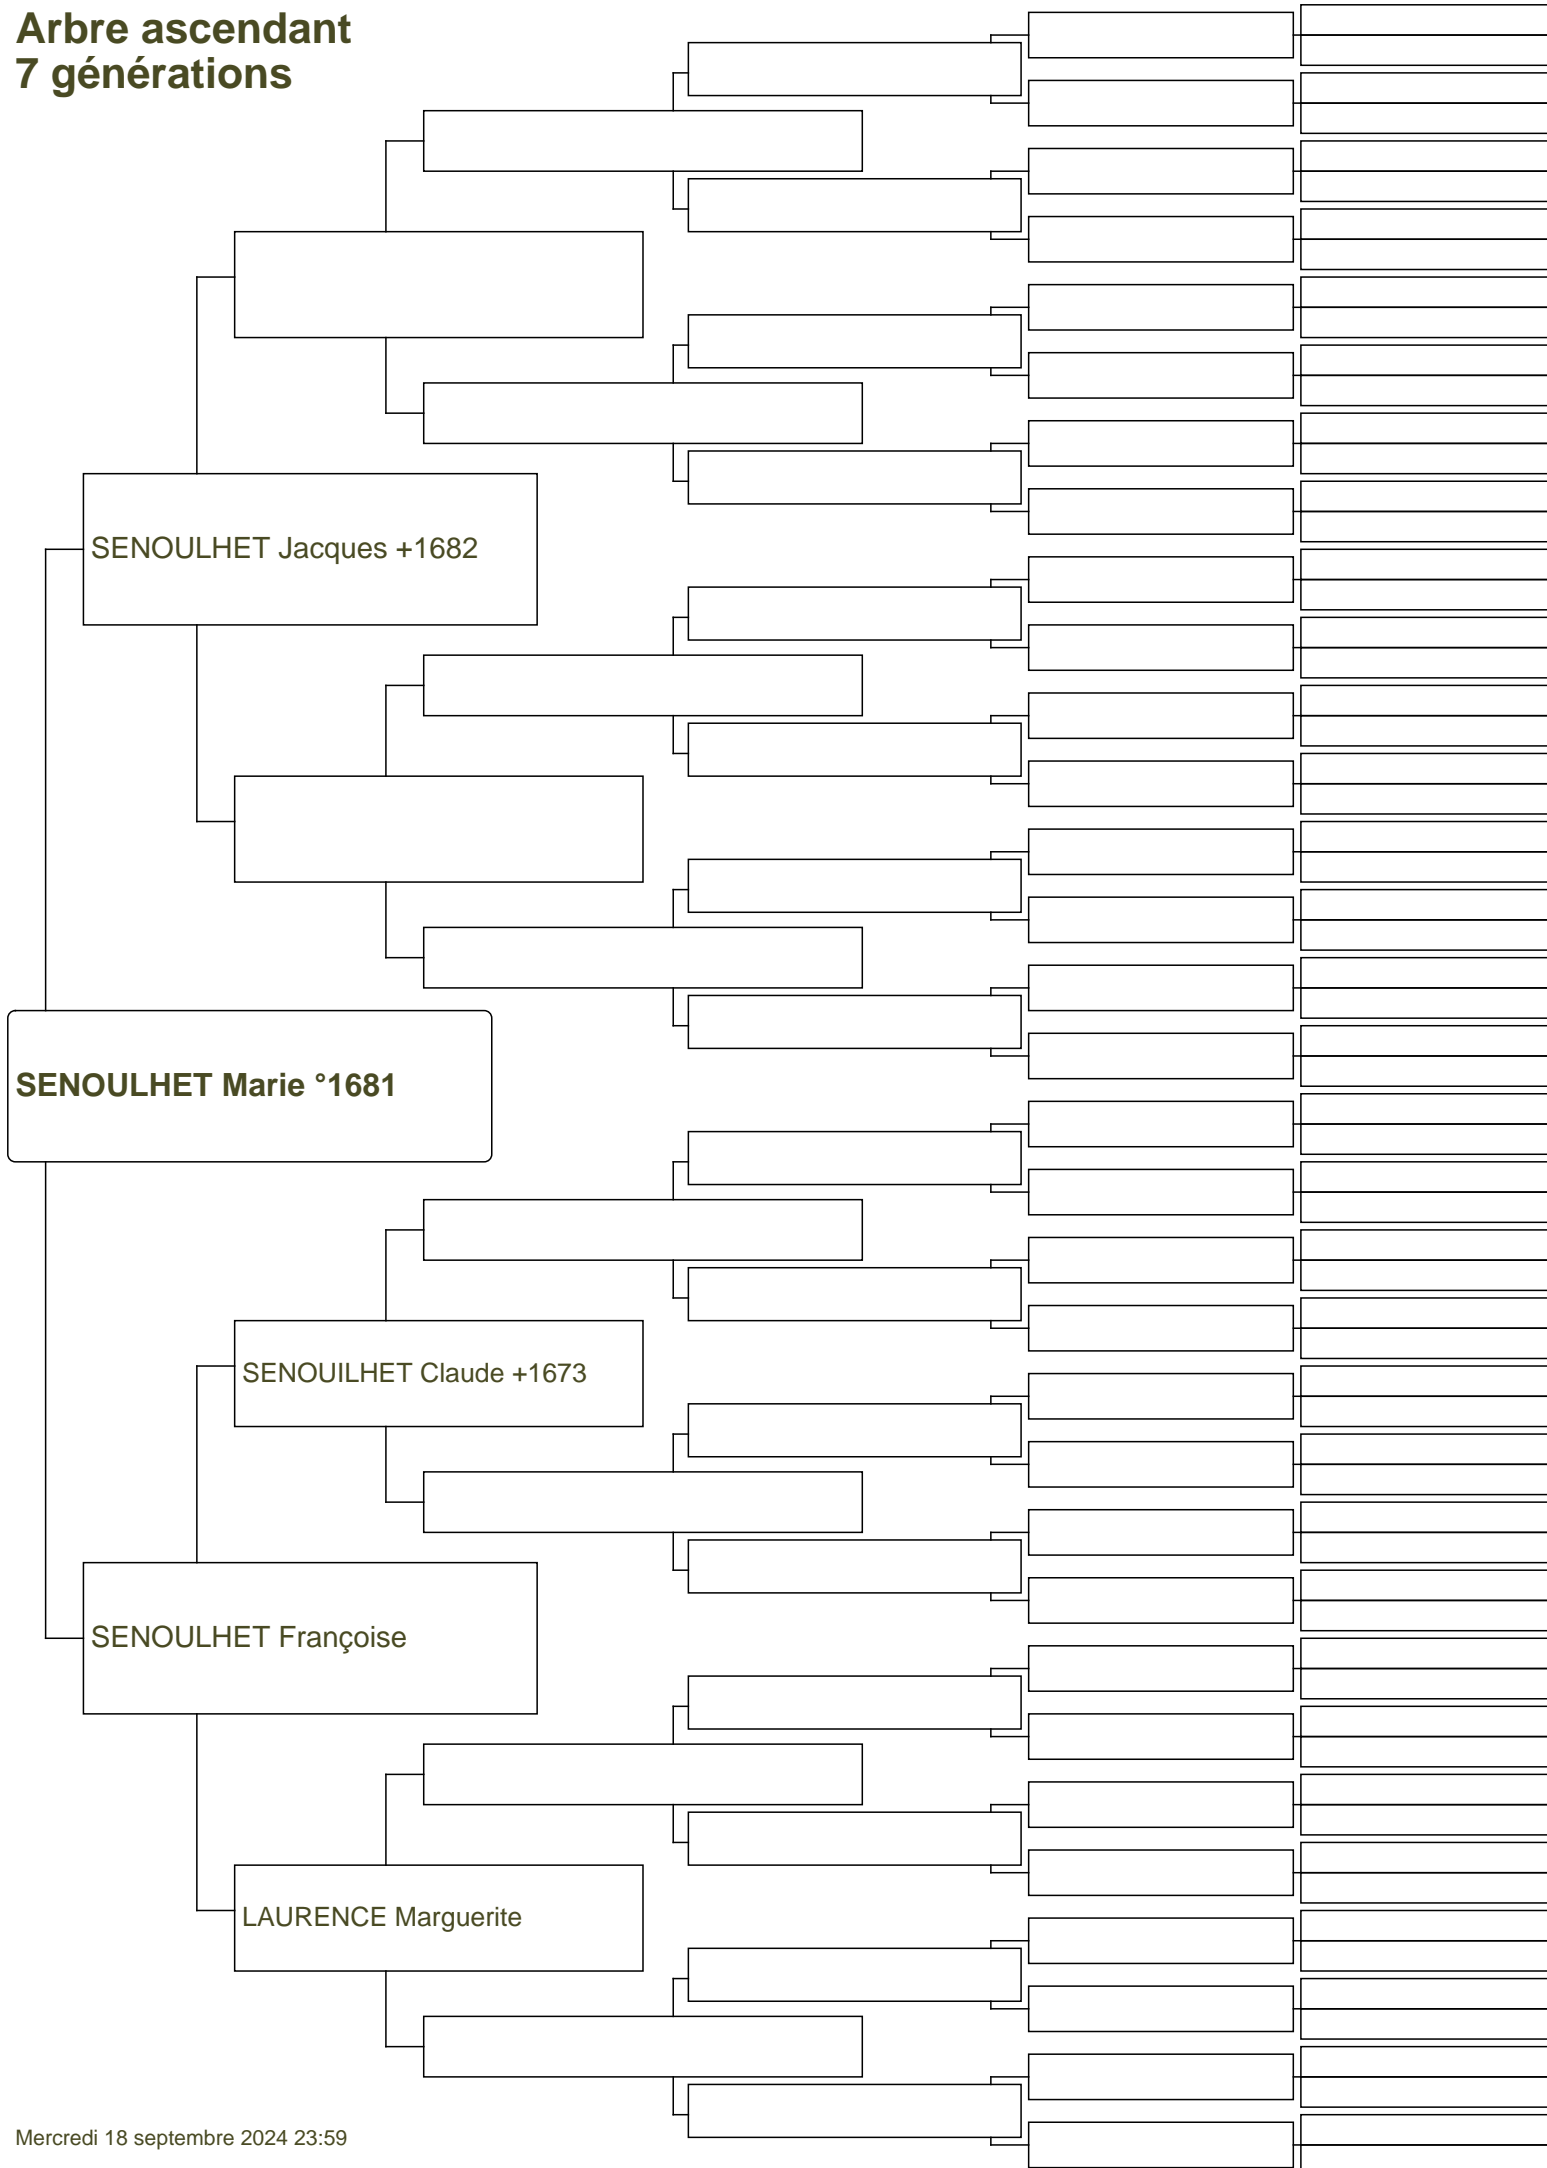 Arbre ascendant
7 générations
SENOULHET Jacques +1682
SENOULHET Marie °1681
SENOUILHET Claude +1673
SENOULHET Françoise
LAURENCE Marguerite
Mercredi 18 septembre 2024 23:59